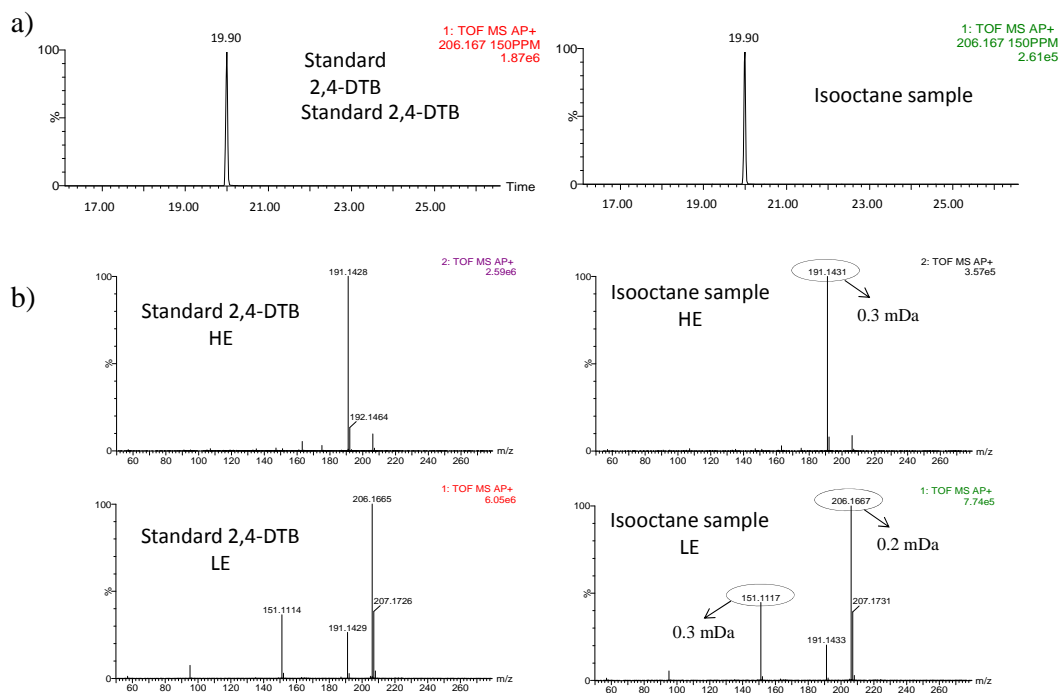 a)
1: TOF MS AP+
206.167 150PPM
1.87e6
19.90
100
%
0
Standard
2,4-DTB
Standard 2,4-DTB
Time
17.00 19.00 21.00 23.00 25.00
1: TOF MS AP+
206.167 150PPM
2.61e5
19.90
100
%
0
Isooctane sample
17.00 19.00 21.00 23.00 25.00
b)
2: TOF MS AP+
2.59e6
100
191.1428
Standard 2,4-DTB
HE
%
192.1464
0
m/z
60 80 100 120 140 160 180 200 220 240 260
2: TOF MS AP+
3.57e5
100
191.1431
Isooctane sample
HE
0.3 mDa
%
0
m/z
60 80 100 120 140 160 180 200 220 240 260
1: TOF MS AP+
6.05e6
100
206.1665
Standard 2,4-DTB
LE
%
151.1114
207.1726
191.1429
0
m/z
60 80 100 120 140 160 180 200 220 240 260
1: TOF MS AP+
7.74e5
100
206.1667
Isooctane sample
LE
0.2 mDa
%
151.1117
207.1731
0.3 mDa
191.1433
0
m/z
60 80 100 120 140 160 180 200 220 240 260